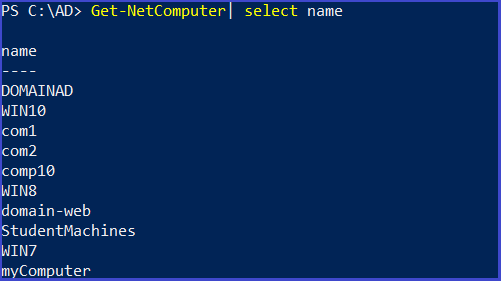 PS C:\AD> Get-NetComputer| select name
name
----
DOMAINAD
WIN10
com1
com2
comp10
WIN8
domain-web
StudentMachines
WIN7
myComputer